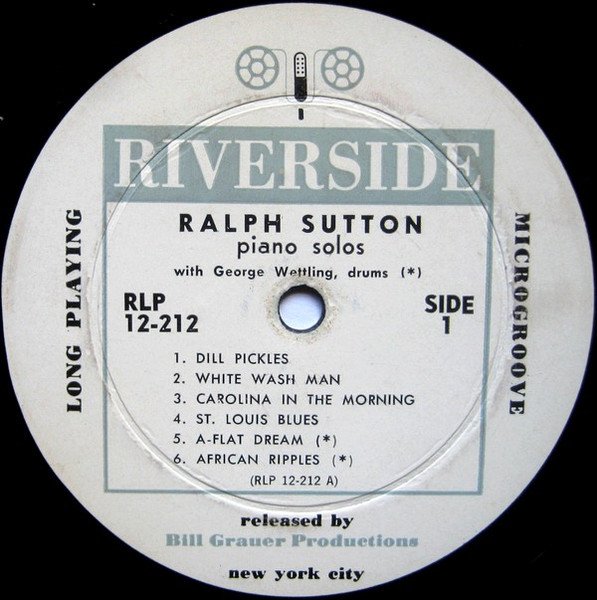 RIVERSIDE
RALPH SUTTON
piano solos
with George Wettling, drums (*)
RLP
12-212
SIDE
1
LONG PLAYING
MICROGROOVE
1. DILL PICKLES
2. WHITE WASH MAN
3. CAROLINA IN THE MORNING
4. ST. LOUIS BLUES
5. A-FLAT DREAM (*)
6. AFRICAN RIPPLES (*)
(RLP 12-212 A)
released by
Bill Grauer Productions
new york city